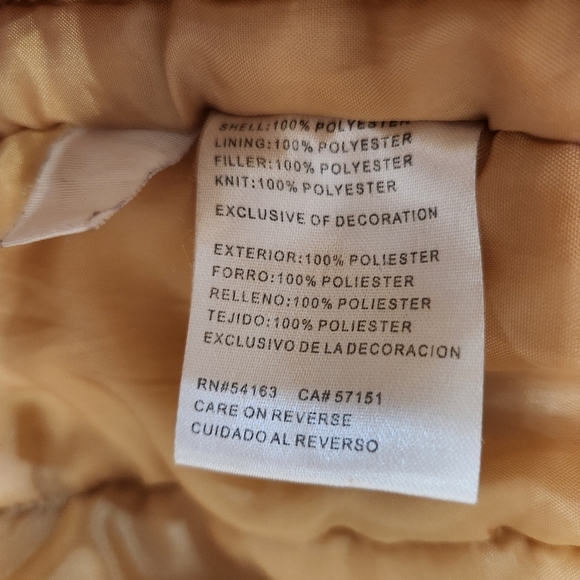 SHELL:100% POLYESTER
LINING:100% POLYESTER
FILLER:100% POLYESTER
KNIT:100% POLYESTER
EXCLUSIVE OF DECORATION
EXTERIOR:100% POLIESTER
FORRO:100% POLIESTER
RELLENO:100% POLIESTER
TEJIDO:100% POLIESTER
EXCLUSIVO DE LA DECORACION
RN#54163 CA#57151
CARE ON REVERSE
CUIDADO AL REVERSO